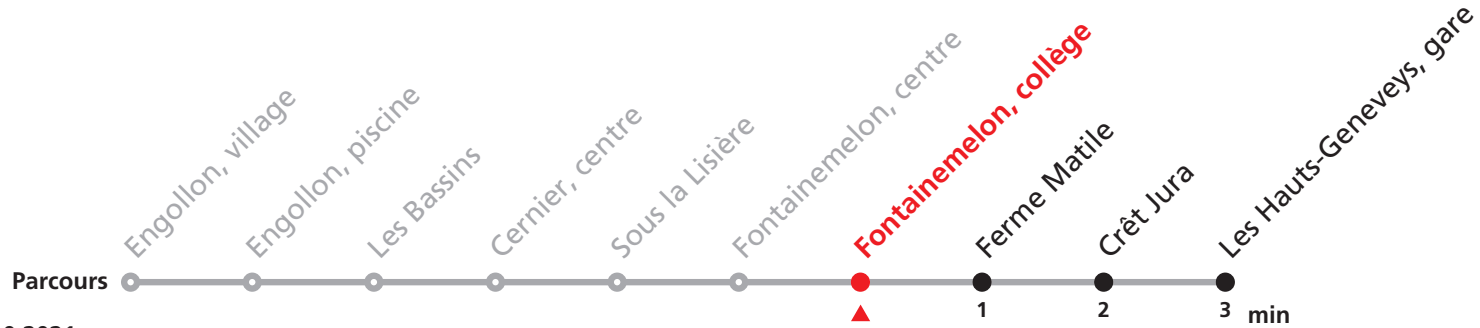 Engollon, village
Engollon, piscine
Les Bassins
Cernier, centre
Sous la Lisière
Fontainemelon, centre
Fontainemelon, collège
Ferme Matile
Crêt Jura
Les Hauts-Geneveys, gare
Parcours
1 2 3 min